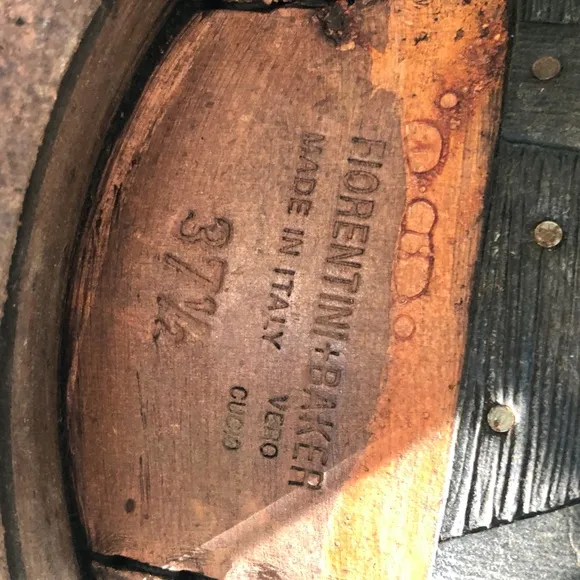 FIORENTINI+BAKER
MADE IN ITALY VERO
CUOIO
37½